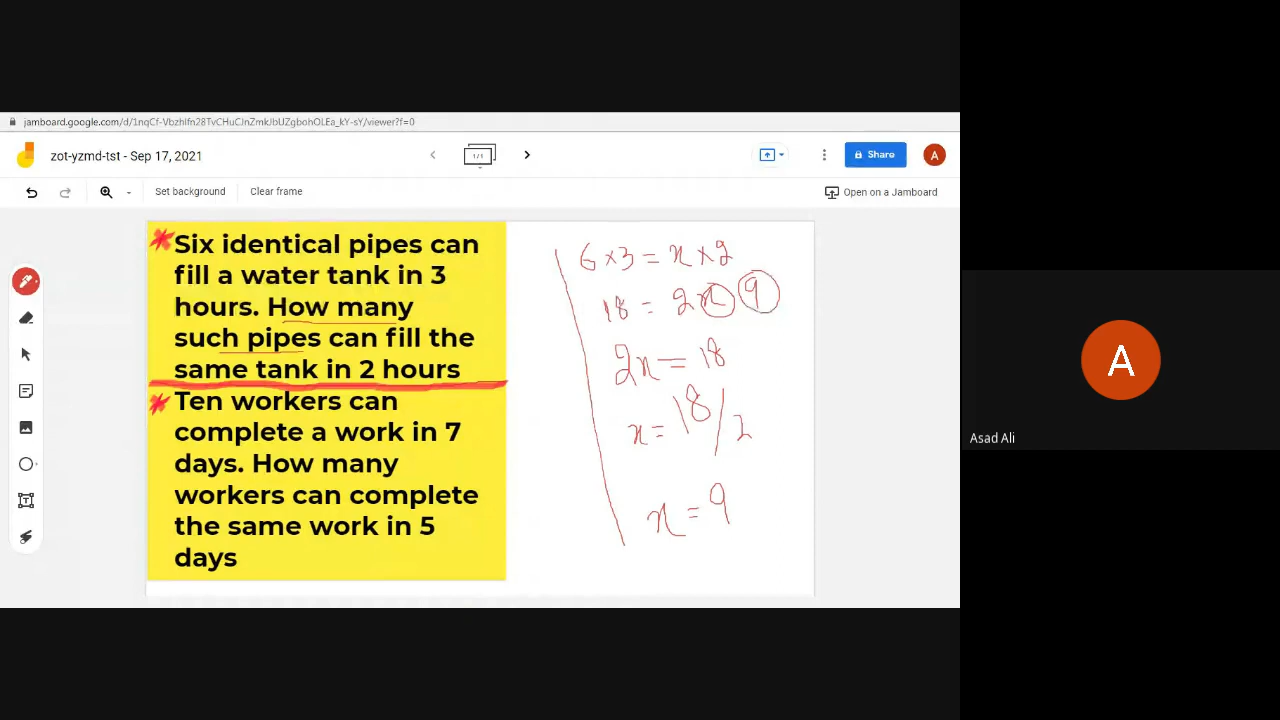 jamboard.google.com/d/1nqCf-VbzhIfn28TvCHuCJnZmkJbUZgbohOLEa_kY-sY/viewer?f=0
zot-yzmd-tst - Sep 17, 2021
1/1
Share
A
Set background
Clear frame
Open on a Jamboard
Six identical pipes can
fill a water tank in 3
hours. How many
such pipes can fill the
same tank in 2 hours
Ten workers can
complete a work in 7
days. How many
workers can complete
the same work in 5
days
6 x 3 = x x 2
18 = 2x 9
2x = 18
x = 18/2
x = 9
A
Asad Ali